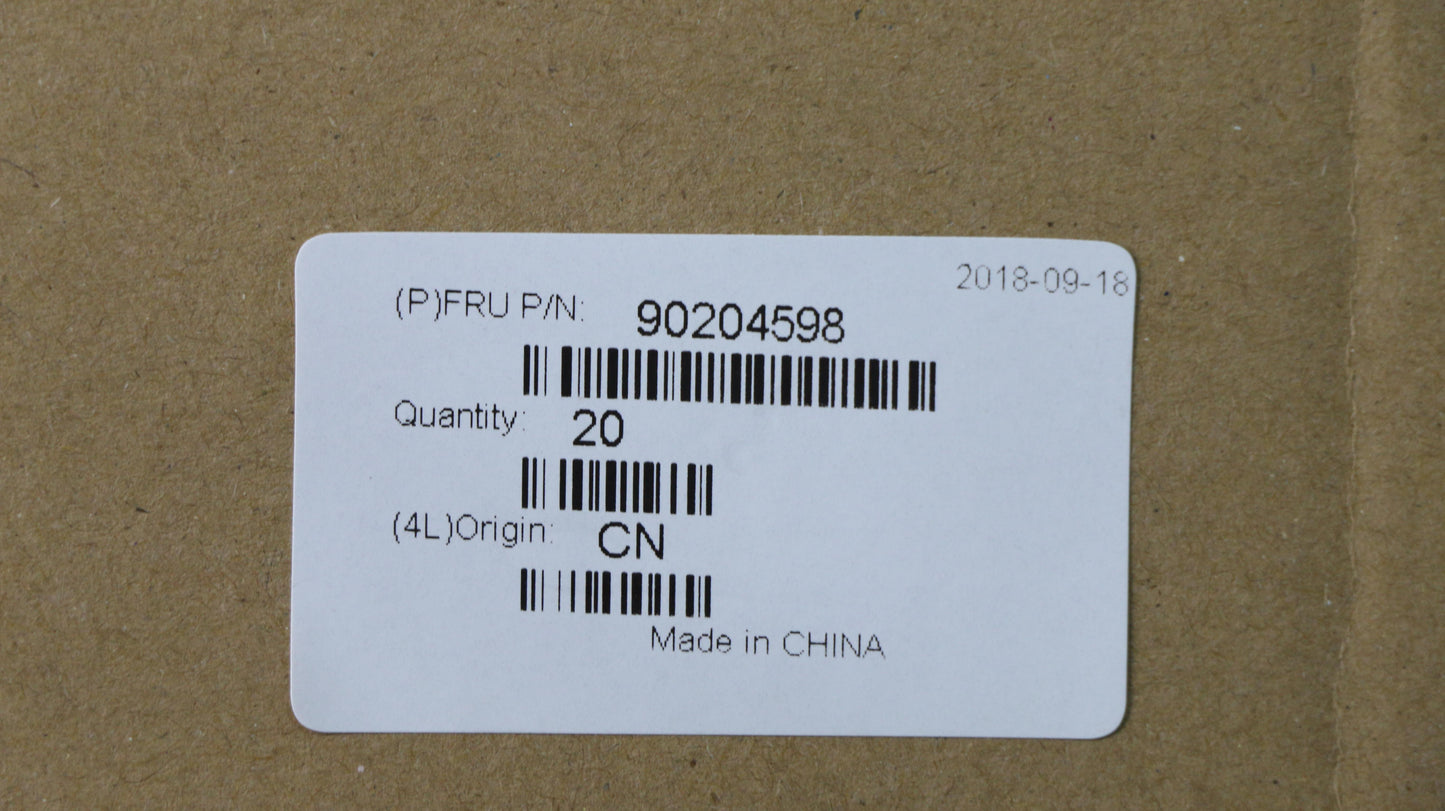 2018-09-18
(P)FRU P/N: 90204598
Quantity: 20
(4L)Origin: CN
Made in CHINA